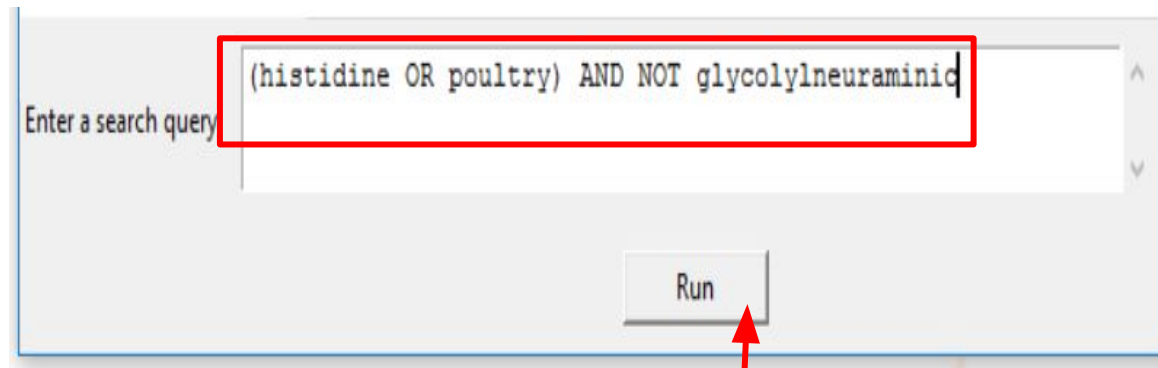 (histidine OR poultry) AND NOT glycolylneuraminic
Enter a search query
Run